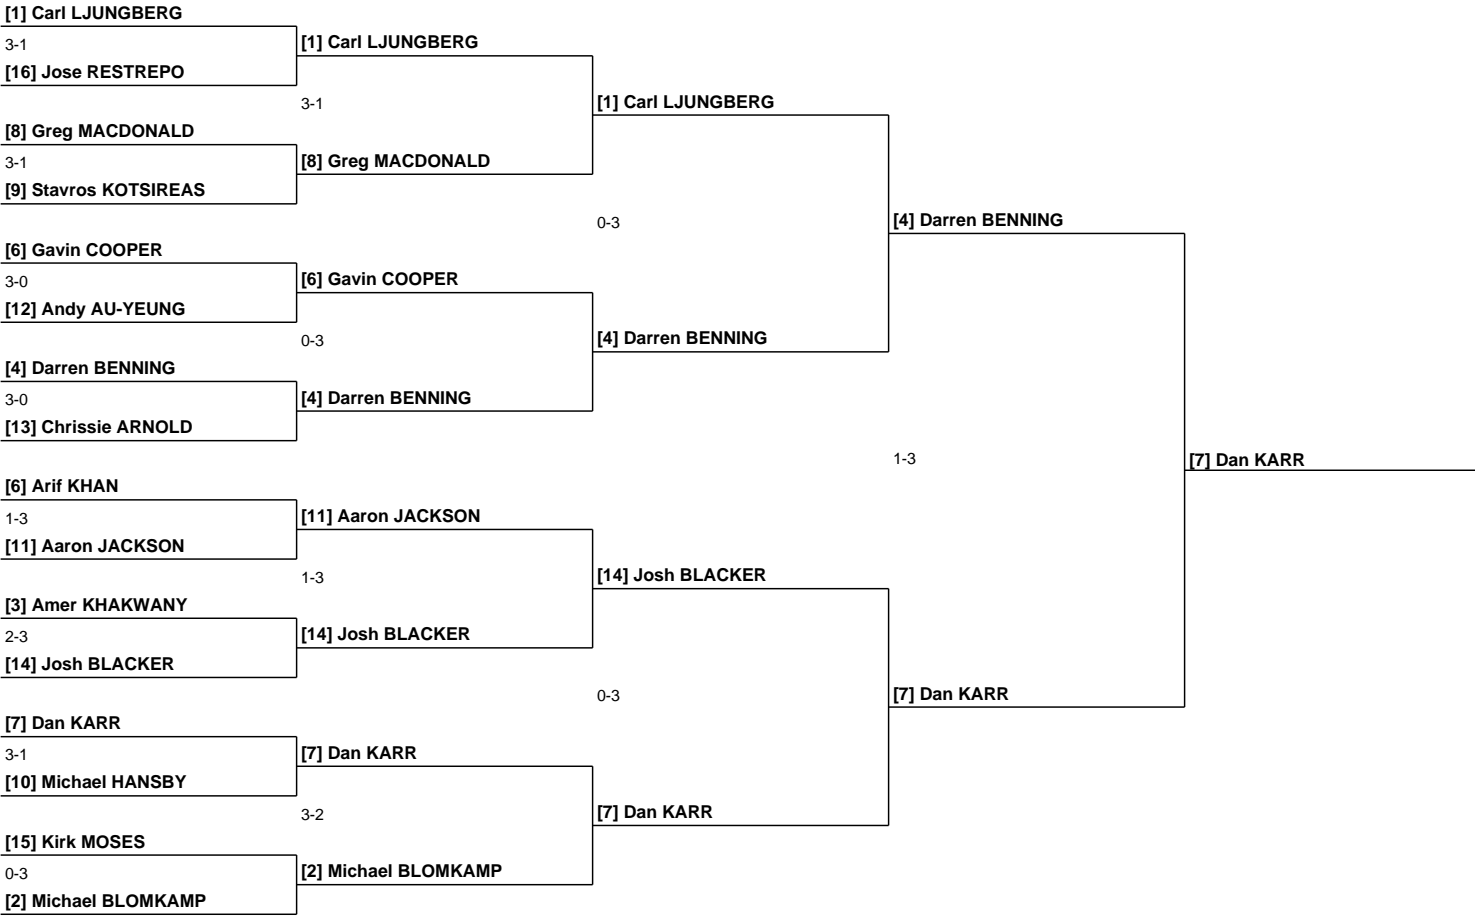 [1] Carl LJUNGBERG
3-1
[16] Jose RESTREPO
[8] Greg MACDONALD
3-1
[9] Stavros KOTSIREAS
[6] Gavin COOPER
3-0
[12] Andy AU-YEUNG
[4] Darren BENNING
3-0
[13] Chrissie ARNOLD
[6] Arif KHAN
1-3
[11] Aaron JACKSON
[3] Amer KHAKWANY
2-3
[14] Josh BLACKER
[7] Dan KARR
3-1
[10] Michael HANSBY
[15] Kirk MOSES
0-3
[2] Michael BLOMKAMP
[1] Carl LJUNGBERG
3-1
[8] Greg MACDONALD
[6] Gavin COOPER
0-3
[4] Darren BENNING
[11] Aaron JACKSON
1-3
[14] Josh BLACKER
[7] Dan KARR
3-2
[2] Michael BLOMKAMP
[1] Carl LJUNGBERG
0-3
[4] Darren BENNING
[14] Josh BLACKER
0-3
[7] Dan KARR
[4] Darren BENNING
1-3
[7] Dan KARR
[7] Dan KARR